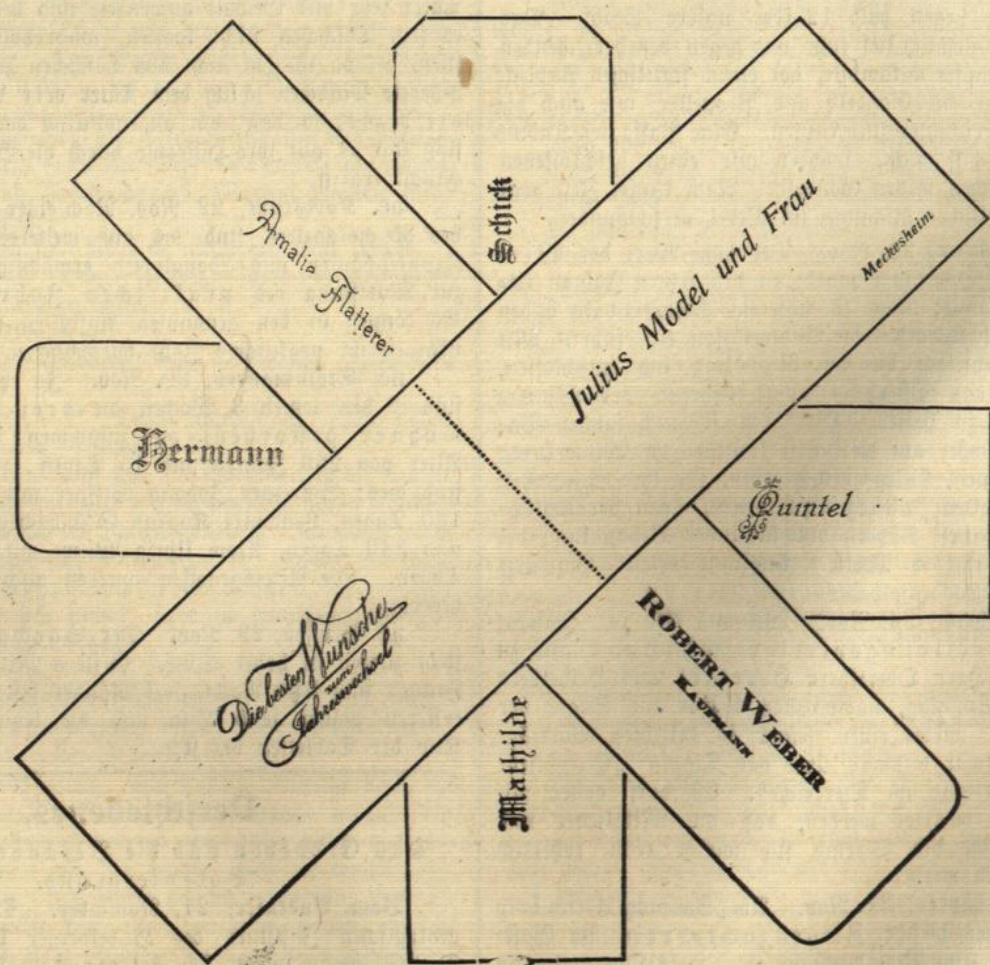 Amalie
Flatterer
Schick
Julius Model und Frau
Meckesheim
Hermann
Quintel
Die besten Wünsche
zum
Jahreswechsel
Mathilde
ROBERT WEBER
KAUFMANN